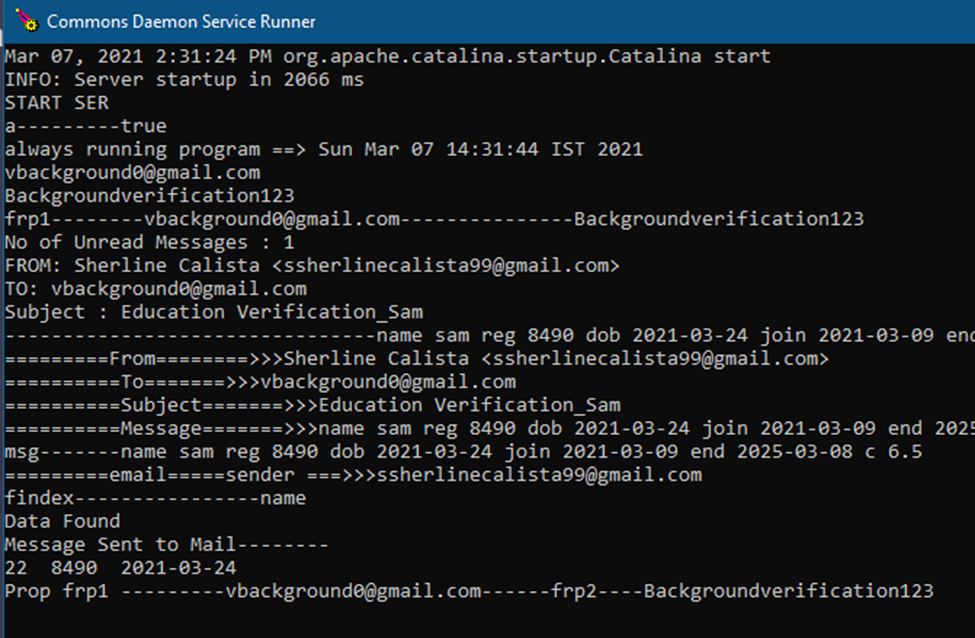 Commons Daemon Service Runner
Mar 07, 2021 2:31:24 PM org.apache.catalina.startup.Catalina start
INFO: Server startup in 2066 ms
START SER
a---------true
always running program ==> Sun Mar 07 14:31:44 IST 2021
vbackground0@gmail.com
Backgroundverification123
frp1--------vbackground0@gmail.com---------------Backgroundverification123
No of Unread Messages : 1
FROM: Sherline Calista <ssherlinecalista99@gmail.com>
TO: vbackground0@gmail.com
Subject : Education Verification_Sam
--------------------------------name sam reg 8490 dob 2021-03-24 join 2021-03-09 end
=========From========>>>Sherline Calista <ssherlinecalista99@gmail.com>
==========To=======>>>vbackground0@gmail.com
==========Subject=======>>>Education Verification_Sam
==========Message=======>>>name sam reg 8490 dob 2021-03-24 join 2021-03-09 end 2025
msg-------name sam reg 8490 dob 2021-03-24 join 2021-03-09 end 2025-03-08 c 6.5
=========email=====sender ===>>>ssherlinecalista99@gmail.com
findex----------------name
Data Found
Message Sent to Mail--------
22  8490  2021-03-24
Prop frp1 ---------vbackground0@gmail.com------frp2----Backgroundverification123